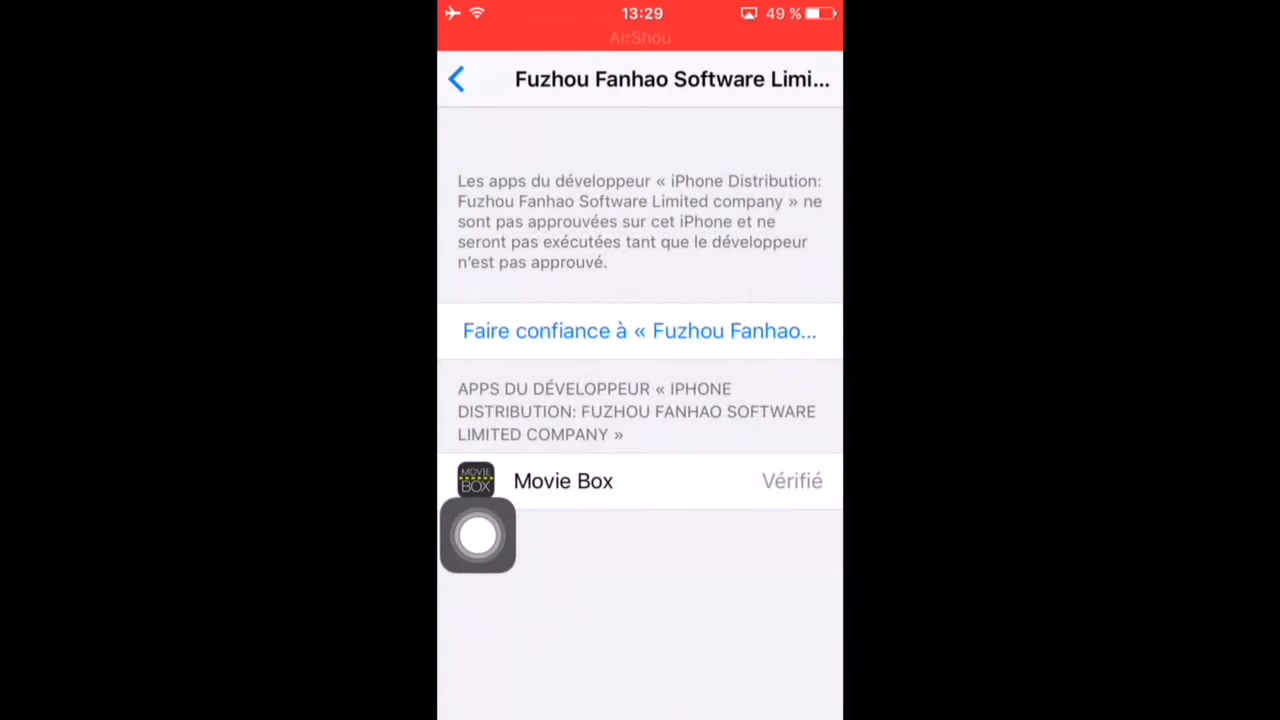 13:29
49 %
AirShou
Fuzhou Fanhao Software Limi...
Les apps du développeur « iPhone Distribution:
Fuzhou Fanhao Software Limited company » ne
sont pas approuvées sur cet iPhone et ne
seront pas exécutées tant que le développeur
n'est pas approuvé.
Faire confiance à « Fuzhou Fanhao...
APPS DU DÉVELOPPEUR « IPHONE
DISTRIBUTION: FUZHOU FANHAO SOFTWARE
LIMITED COMPANY »
MOVIE
BOX
Movie Box
Vérifié